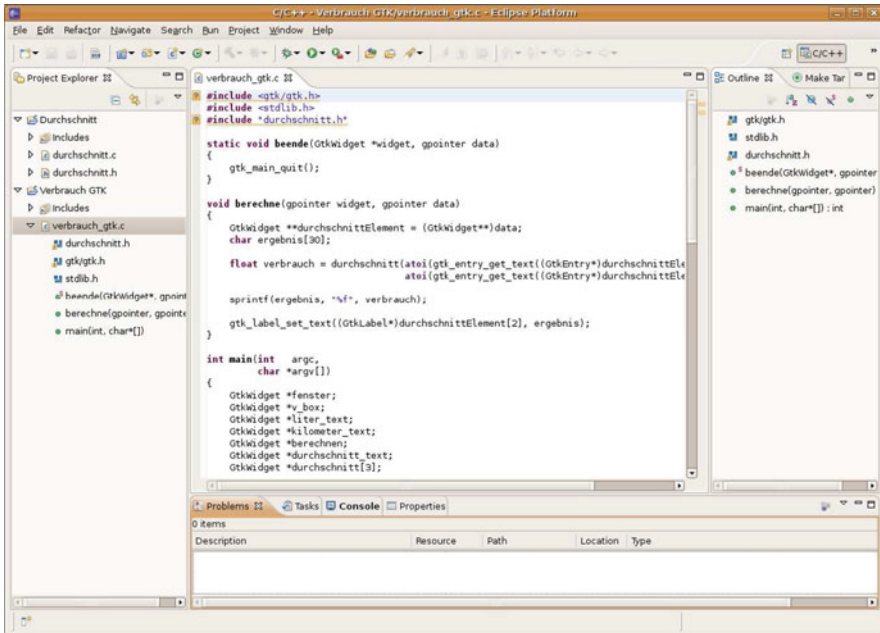 C/C++ - Verbrauch GTK/verbrauch_gtk.c - Eclipse Platform
File Edit Refactor Navigate Search Run Project Window Help
C/C++
Project Explorer
Durchschnitt
Includes
durchschnitt.c
durchschnitt.h
Verbrauch GTK
Includes
verbrauch_gtk.c
durchschnitt.h
gtk/gtk.h
stdlib.h
beende(GtkWidget*, gpoint
berechne(gpointer, gpointe
main(int, char*[])
verbrauch_gtk.c
#include <gtk/gtk.h>
#include <stdlib.h>
#include "durchschnitt.h"
static void beende(GtkWidget *widget, gpointer data)
{
gtk_main_quit();
}
void berechne(gpointer widget, gpointer data)
{
GtkWidget **durchschnittElement = (GtkWidget**)data;
char ergebnis[30];
float verbrauch = durchschnitt(atoi(gtk_entry_get_text((GtkEntry*)durchschnittEle
atoi(gtk_entry_get_text((GtkEntry*)durchschnittEle
sprintf(ergebnis, "%f", verbrauch);
gtk_label_set_text((GtkLabel*)durchschnittElement[2], ergebnis);
}
int main(int argc,
char *argv[])
{
GtkWidget *fenster;
GtkWidget *v_box;
GtkWidget *liter_text;
GtkWidget *kilometer_text;
GtkWidget *berechnen;
GtkWidget *durchschnitt_text;
GtkWidget *durchschnitt[3];
Outline Make Tar
gtk/gtk.h
stdlib.h
durchschnitt.h
beende(GtkWidget*, gpointer
berechne(gpointer, gpointer)
main(int, char*[]) : int
Problems Tasks Console Properties
0 items
Description Resource Path Location Type